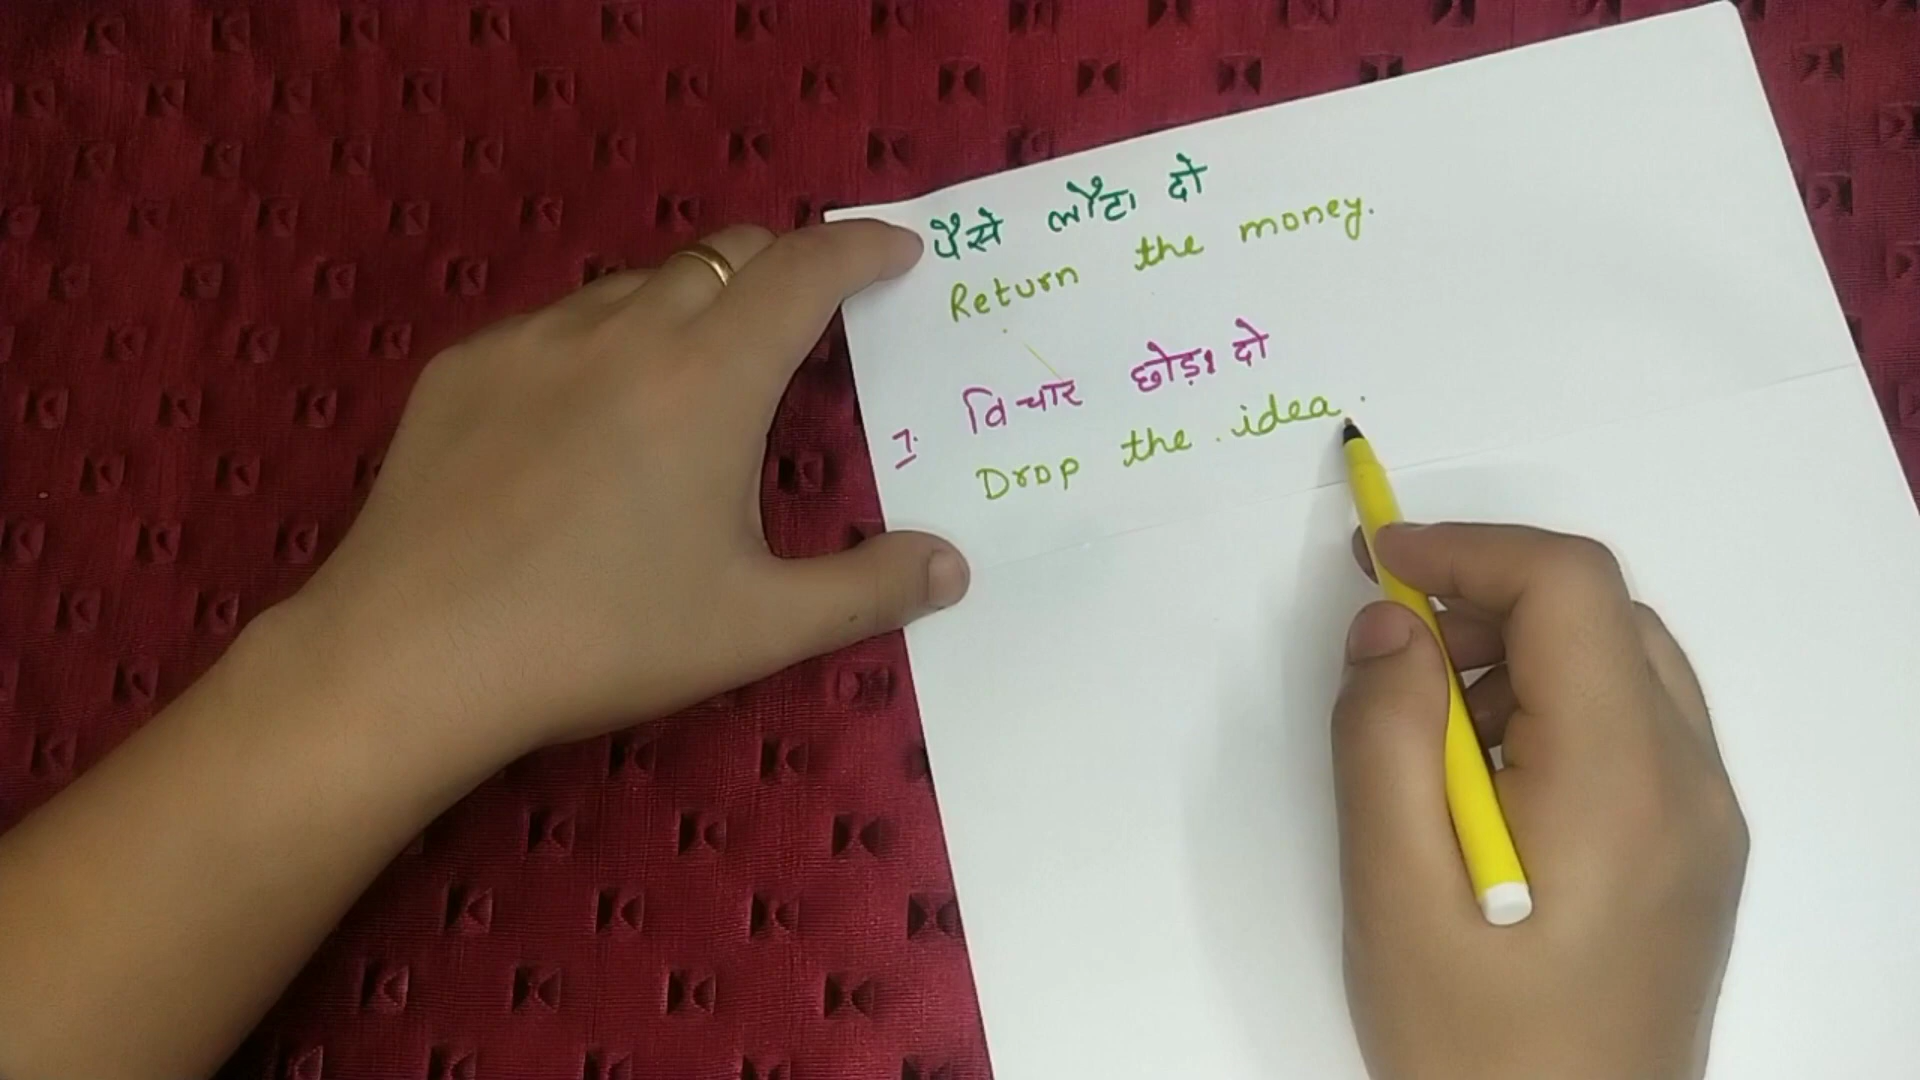 पैसे लौटा दो
Return the money.
7. विचार छोड़ दो
Drop the idea.